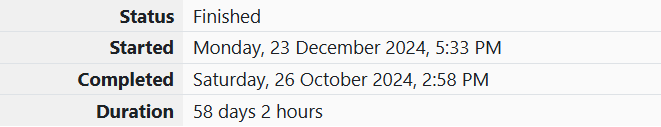 Status Finished
Started Monday, 23 December 2024, 5:33 PM
Completed Saturday, 26 October 2024, 2:58 PM
Duration 58 days 2 hours